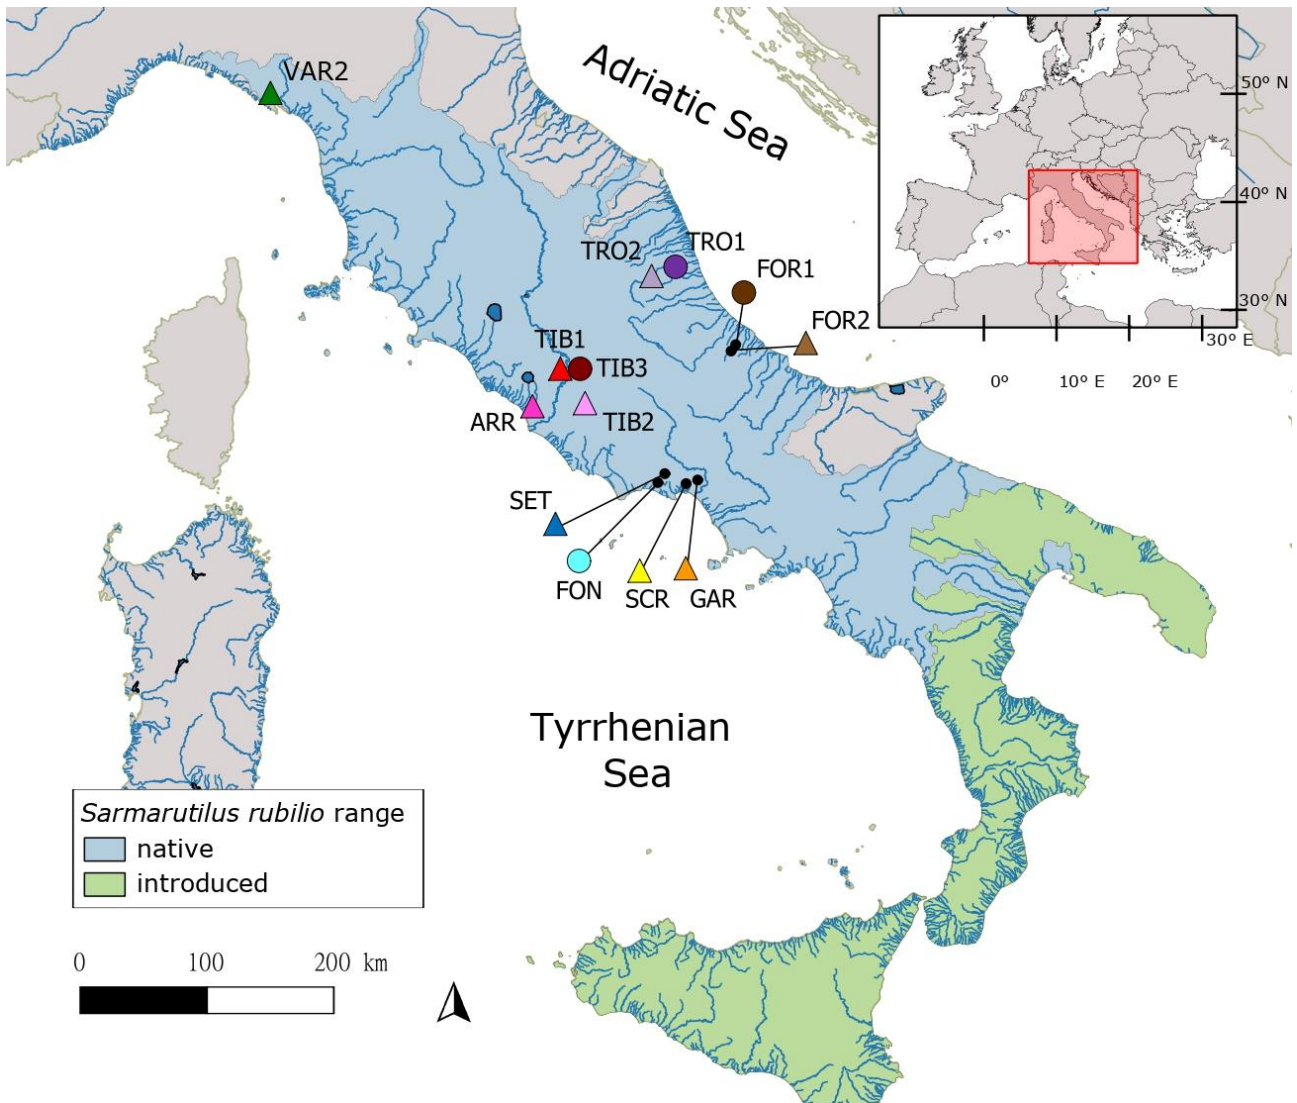 VAR2
Adriatic Sea
50° N
40° N
30° N
30° E
0°
10° E
20° E
TRO2
TRO1
FOR1
FOR2
TIB1
TIB3
ARR
TIB2
SET
FON
SCR
GAR
Tyrrhenian
Sea
Sarmarutilus rubilio range
native
introduced
0
100
200 km